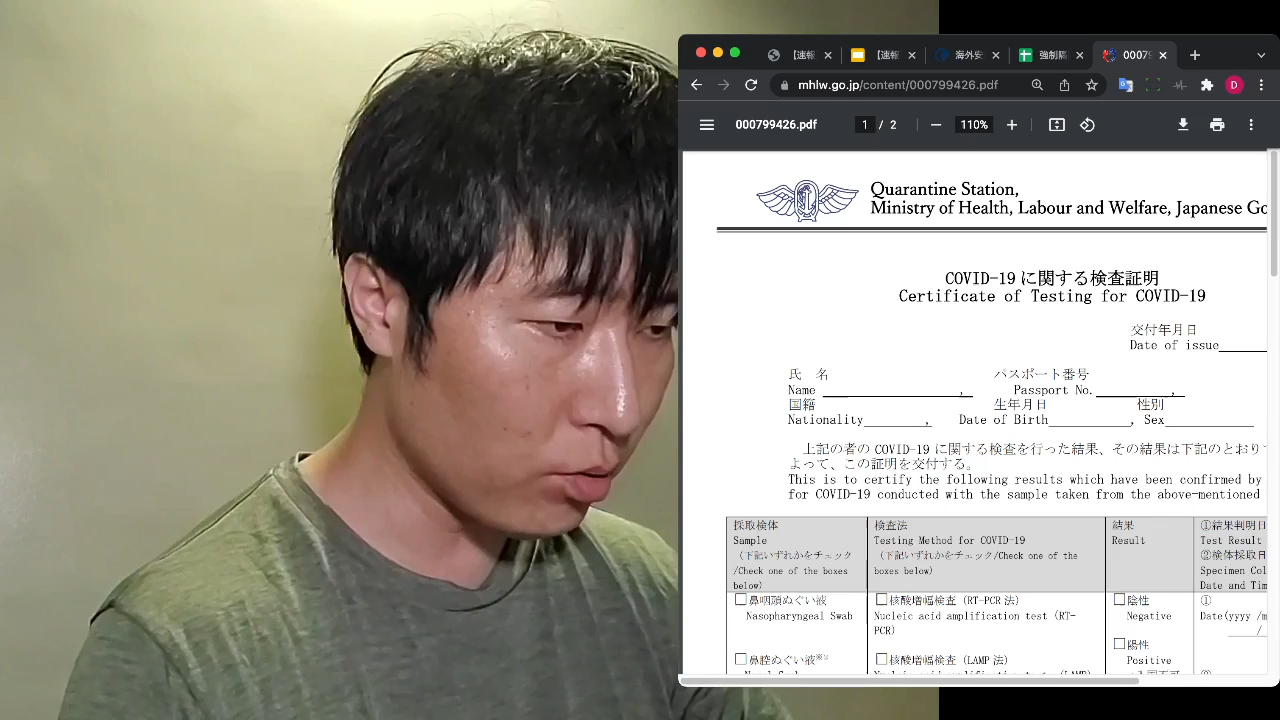 【速報
【速報
海外安
強制隔
00079
mhlw.go.jp/content/000799426.pdf
D
000799426.pdf
1 / 2
110%
Quarantine Station,
Ministry of Health, Labour and Welfare, Japanese Go
COVID-19 に関する検査証明
Certificate of Testing for COVID-19
交付年月日
Date of issue
氏 名 パスポート番号
Name , Passport No. ,
国籍 生年月日 性別
Nationality , Date of Birth , Sex
上記の者の COVID-19 に関する検査を行った結果、その結果は下記のとおり
よって、この証明を交付する。
This is to certify the following results which have been confirmed by
for COVID-19 conducted with the sample taken from the above-mentioned
採取検体
Sample
(下記いずれかをチェック
/Check one of the boxes
below)
検査法
Testing Method for COVID-19
(下記いずれかをチェック/Check one of the
boxes below)
結果
Result
①結果判明日
Test Result
②検体採取日
Specimen Col
Date and Tim
鼻咽頭ぬぐい液
Nasopharyngeal Swab
核酸増幅検査 (RT-PCR 法)
Nucleic acid amplification test (RT-
PCR)
陰性
Negative
①
Date(yyyy /m
/
鼻腔ぬぐい液
核酸増幅検査 (LAMP 法)
陽性
Positive